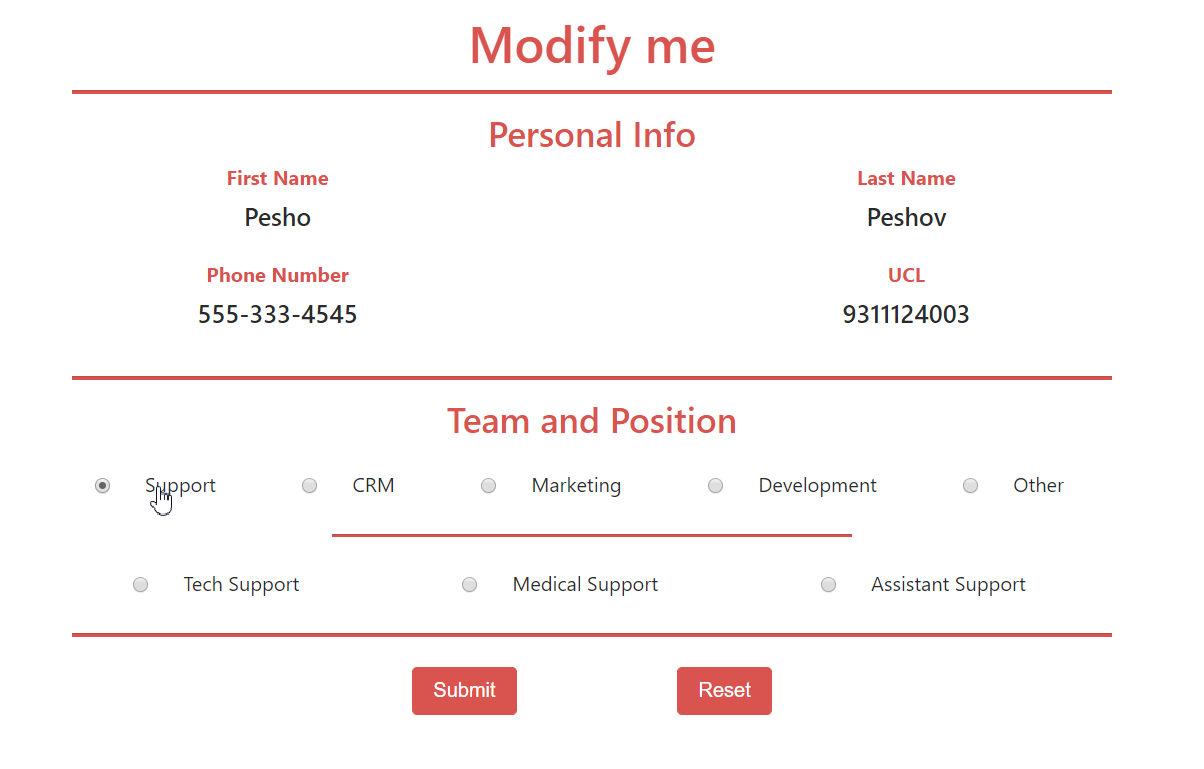 Modify me
Personal Info
First Name Last Name
Pesho Peshov
Phone Number UCL
555-333-4545 9311124003
Team and Position
Support CRM Marketing Development Other
Tech Support Medical Support Assistant Support
Submit Reset